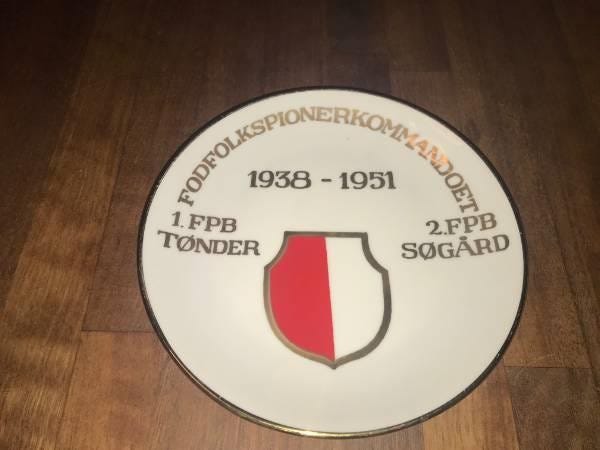 FODFOLKSPIONERKOMMANDOET
1938 - 1951
1. FPB
TØNDER
2. FPB
SØGÅRD